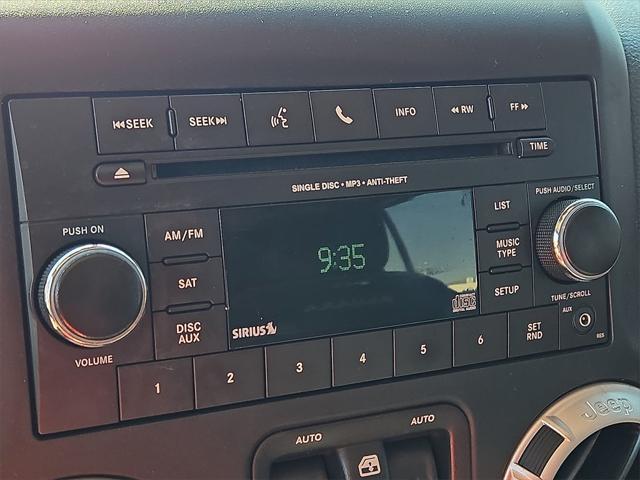 SEEK
SEEK
INFO
RW
FF
TIME
SINGLE DISC • MP3 • ANTI-THEFT
PUSH ON
VOLUME
AM/FM
SAT
DISC AUX
9:35
SIRIUS
disc
LIST
MUSIC TYPE
SETUP
PUSH AUDIO/SELECT
TUNE/SCROLL
AUX
RES
1
2
3
4
5
6
SET RND
AUTO
AUTO
Jeep